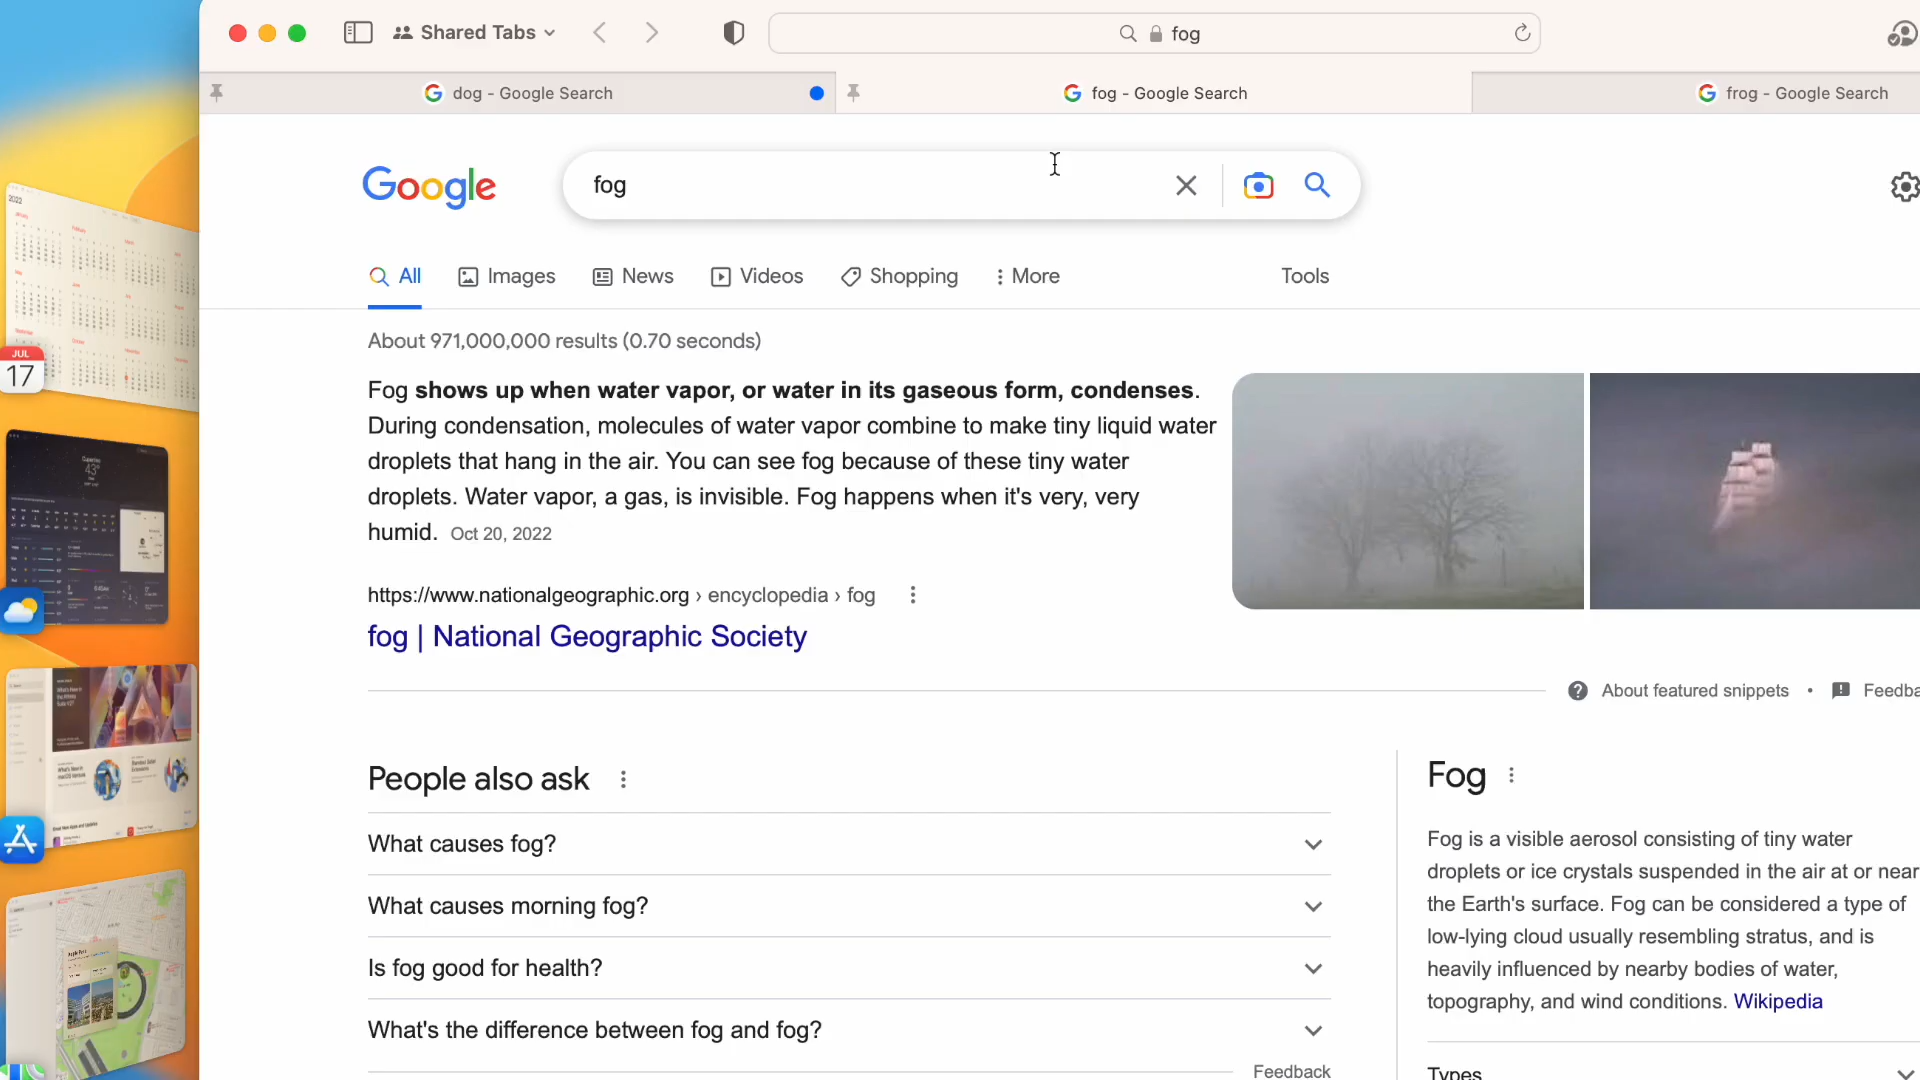 Shared Tabs
fog
dog - Google Search
fog - Google Search
frog - Google Search
Google
fog
All
Images
News
Videos
Shopping
More
Tools
About 971,000,000 results (0.70 seconds)
Fog shows up when water vapor, or water in its gaseous form, condenses.
During condensation, molecules of water vapor combine to make tiny liquid water
droplets that hang in the air. You can see fog because of these tiny water
droplets. Water vapor, a gas, is invisible. Fog happens when it's very, very
humid. Oct 20, 2022
https://www.nationalgeographic.org › encyclopedia › fog
fog | National Geographic Society
About featured snippets • Feedba
People also ask
What causes fog?
What causes morning fog?
Is fog good for health?
What's the difference between fog and fog?
Feedback
Fog
Fog is a visible aerosol consisting of tiny water
droplets or ice crystals suspended in the air at or near
the Earth's surface. Fog can be considered a type of
low-lying cloud usually resembling stratus, and is
heavily influenced by nearby bodies of water,
topography, and wind conditions. Wikipedia
Types
2022
JUL
17
Cupertino
43°